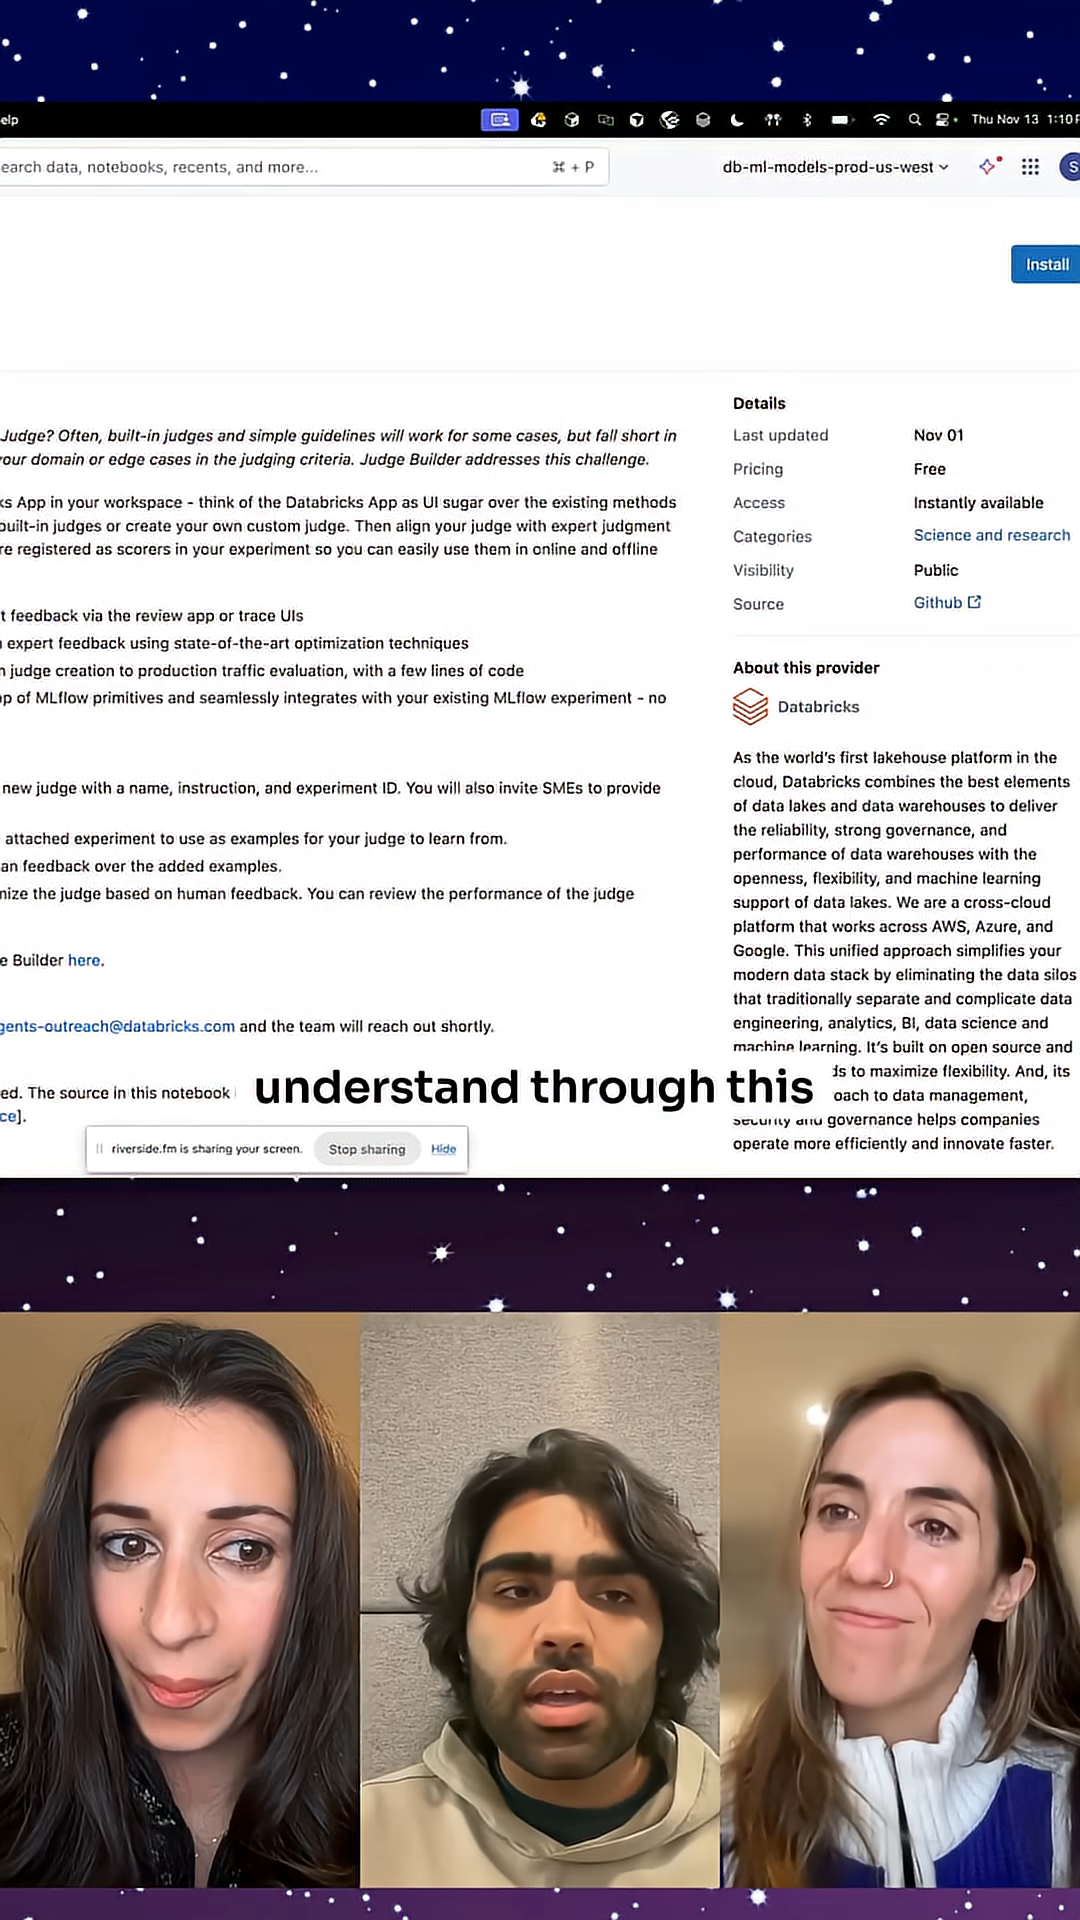 elp
Thu Nov 13 1:10
earch data, notebooks, recents, and more...
⌘ + P
db-ml-models-prod-us-west
S
Install
Judge? Often, built-in judges and simple guidelines will work for some cases, but fall short in
our domain or edge cases in the judging criteria. Judge Builder addresses this challenge.
ks App in your workspace - think of the Databricks App as UI sugar over the existing methods
built-in judges or create your own custom judge. Then align your judge with expert judgment
re registered as scorers in your experiment so you can easily use them in online and offline
t feedback via the review app or trace UIs
expert feedback using state-of-the-art optimization techniques
judge creation to production traffic evaluation, with a few lines of code
op of MLflow primitives and seamlessly integrates with your existing MLflow experiment - no
new judge with a name, instruction, and experiment ID. You will also invite SMEs to provide
attached experiment to use as examples for your judge to learn from.
an feedback over the added examples.
nize the judge based on human feedback. You can review the performance of the judge
e Builder here.
gents-outreach@databricks.com and the team will reach out shortly.
ed. The source in this notebook
ce].
Details
Last updated Nov 01
Pricing Free
Access Instantly available
Categories Science and research
Visibility Public
Source Github
About this provider
Databricks
As the world's first lakehouse platform in the
cloud, Databricks combines the best elements
of data lakes and data warehouses to deliver
the reliability, strong governance, and
performance of data warehouses with the
openness, flexibility, and machine learning
support of data lakes. We are a cross-cloud
platform that works across AWS, Azure, and
Google. This unified approach simplifies your
modern data stack by eliminating the data silos
that traditionally separate and complicate data
engineering, analytics, BI, data science and
machine learning. It's built on open source and
ds to maximize flexibility. And, its
oach to data management,
security and governance helps companies
operate more efficiently and innovate faster.
understand through this
riverside.fm is sharing your screen.
Stop sharing
Hide